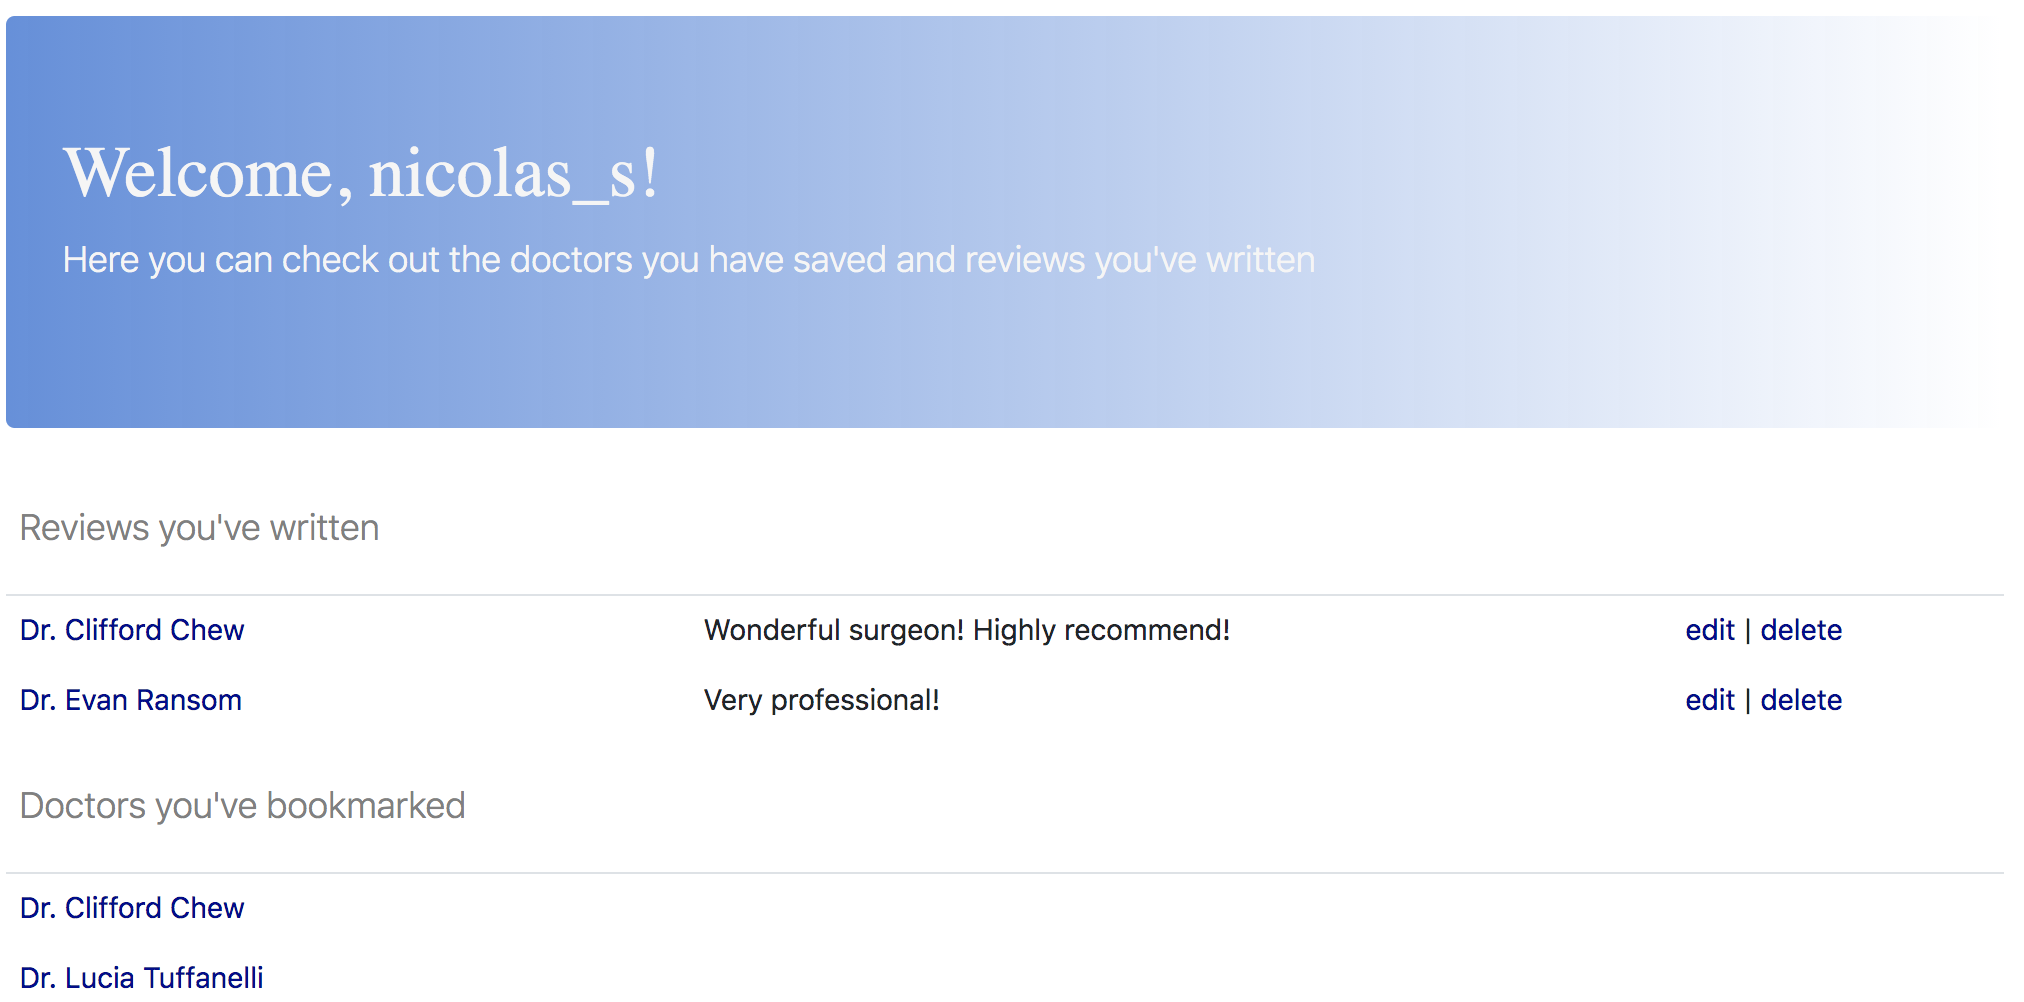 Welcome, nicolas_s!
Here you can check out the doctors you have saved and reviews you've written
Reviews you've written
Dr. Clifford Chew Wonderful surgeon! Highly recommend! edit | delete
Dr. Evan Ransom Very professional! edit | delete
Doctors you've bookmarked
Dr. Clifford Chew
Dr. Lucia Tuffanelli